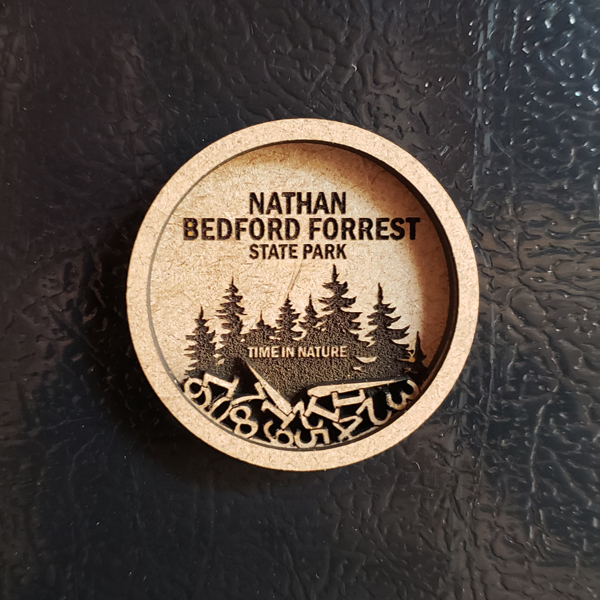 NATHAN
BEDFORD FORREST
STATE PARK
TIME IN NATURE